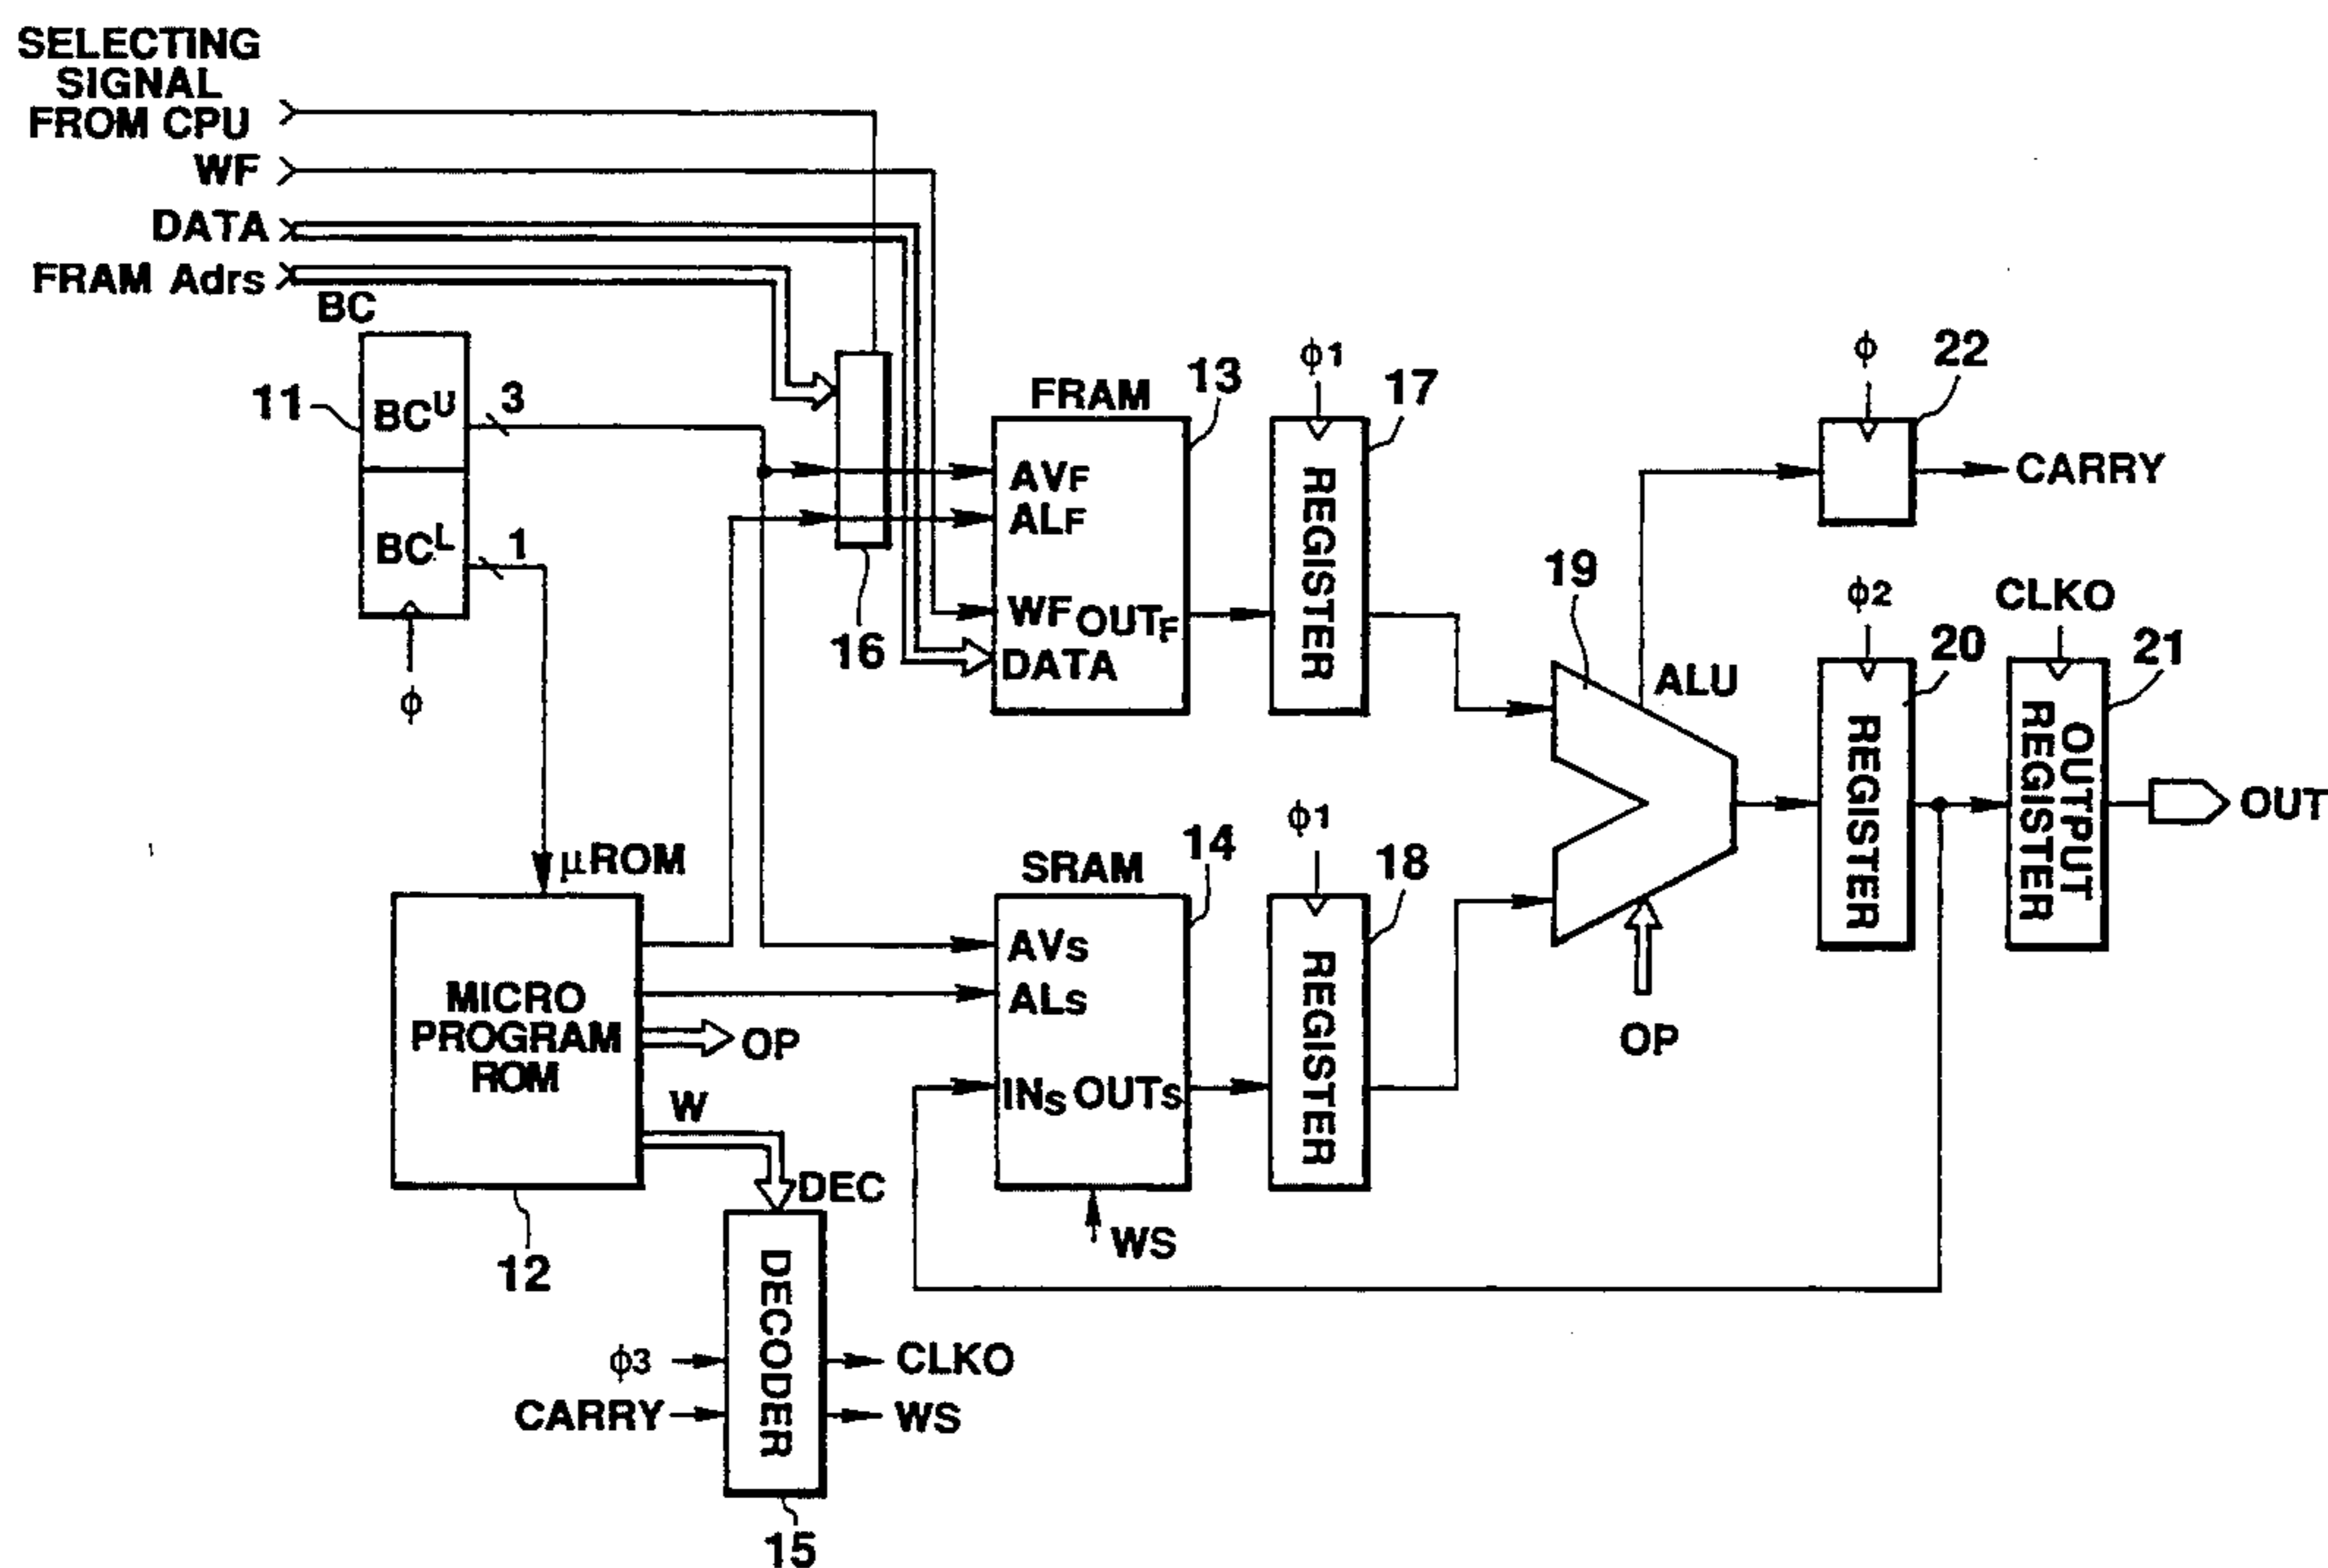 SELECTING
SIGNAL
FROM CPU
WF
DATA
FRAM Adrs
BC
11
BCU
3
BCL
1
ϕ
16
FRAM
13
AVF
ALF
WF
OUTF
DATA
ϕ1
17
REGISTER
19
ALU
ϕ
22
CARRY
ϕ2
20
REGISTER
CLKO
21
OUTPUT
REGISTER
OUT
μROM
MICRO
PROGRAM
ROM
12
OP
W
DEC
SRAM
14
AVS
ALS
INS
OUTS
WS
ϕ1
18
REGISTER
OP
DECODER
ϕ3
CARRY
CLKO
WS
15